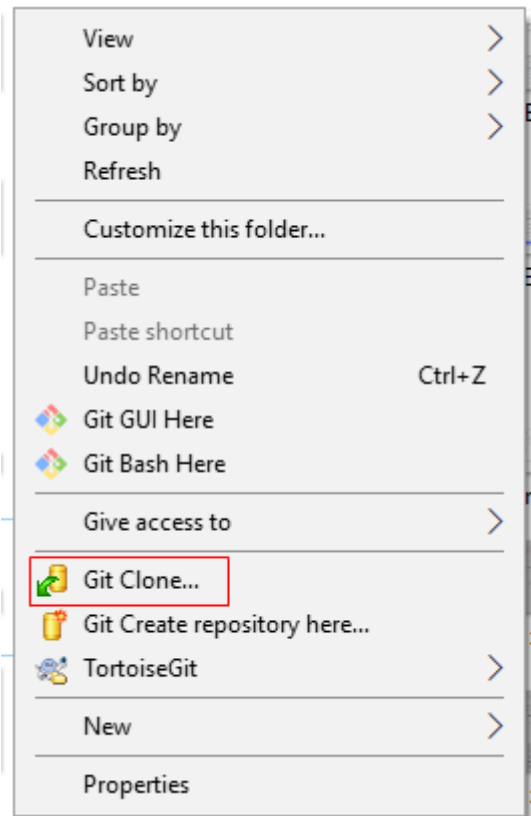 View
Sort by
Group by
Refresh
Customize this folder...
Paste
Paste shortcut
Undo Rename Ctrl+Z
Git GUI Here
Git Bash Here
Give access to
Git Clone...
Git Create repository here...
TortoiseGit
New
Properties